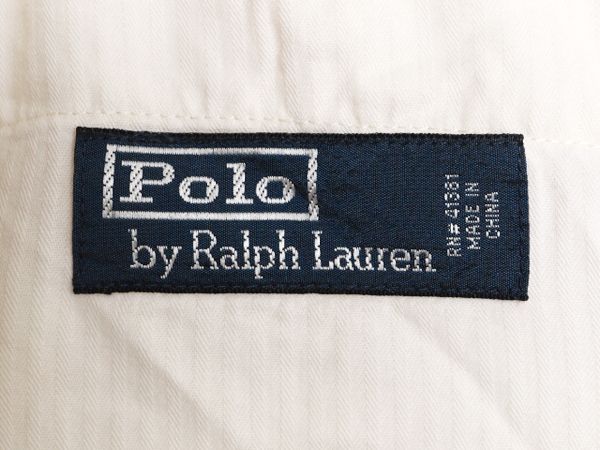 Polo
by Ralph Lauren
RN# 41381
MADE IN
CHINA